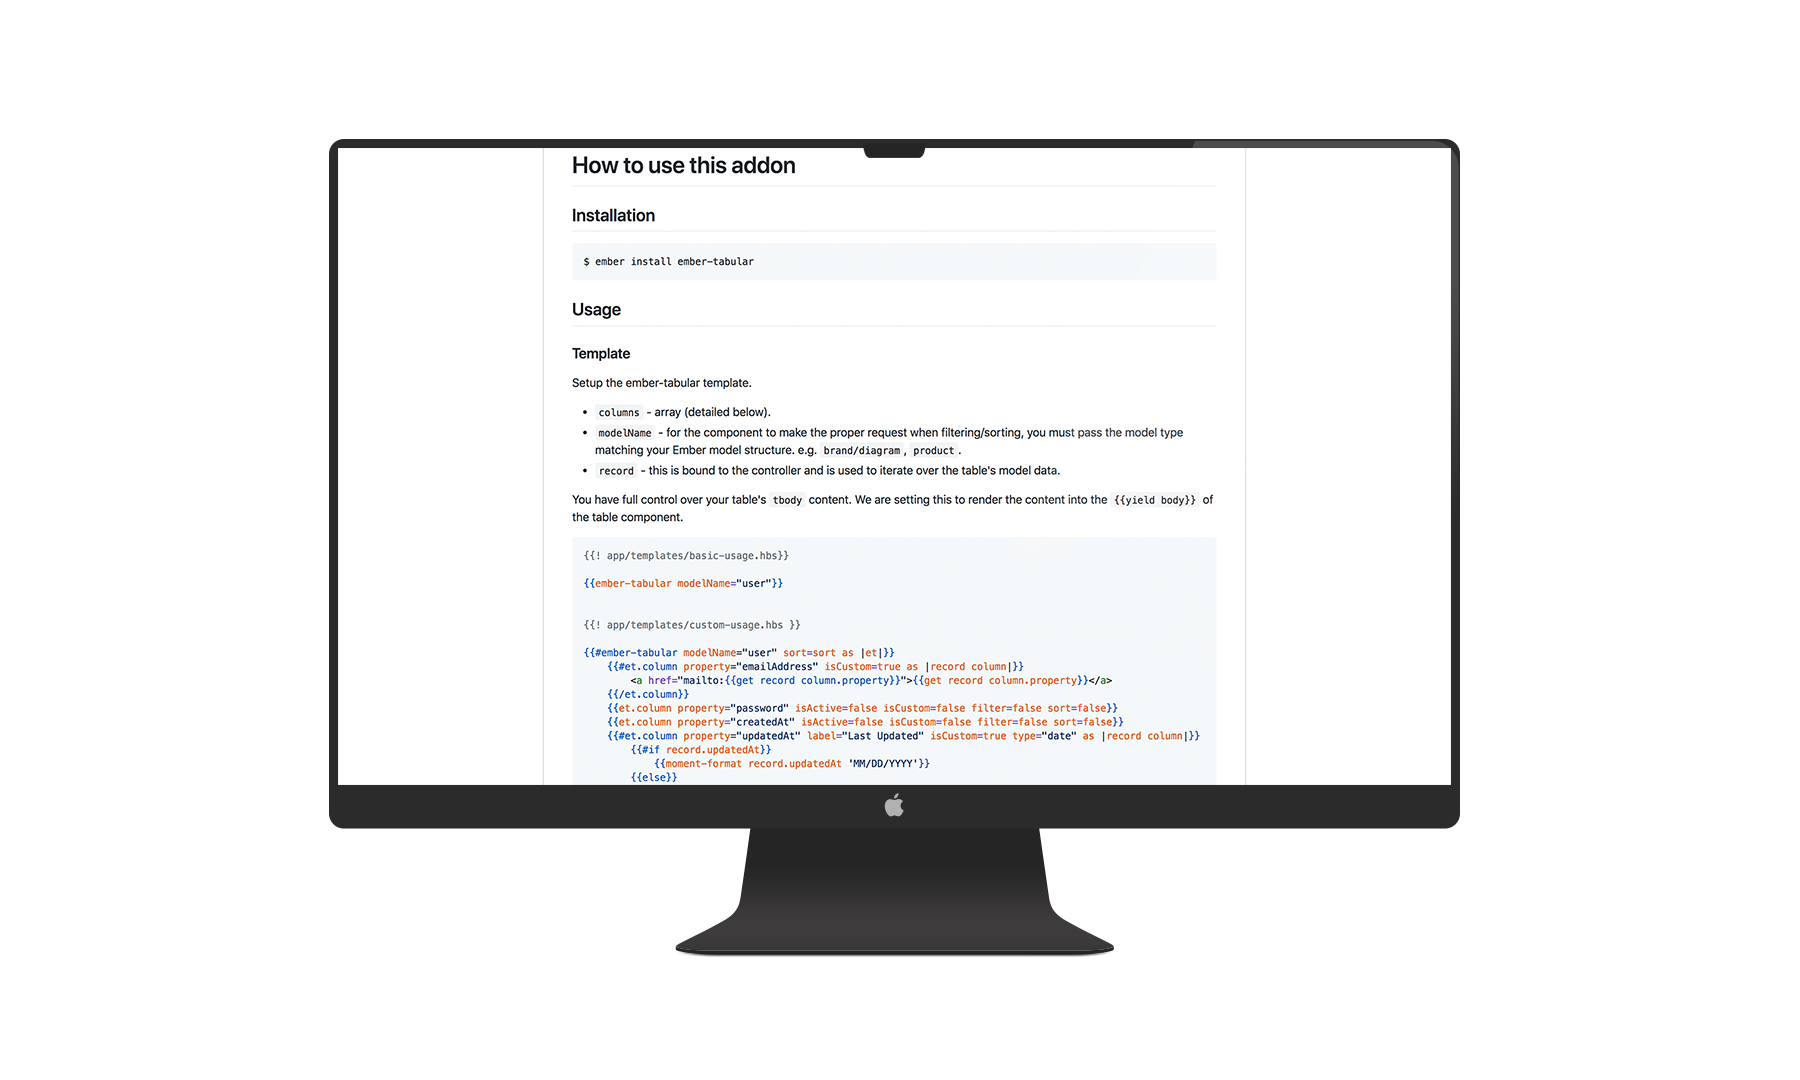 How to use this addon
Installation
$ ember install ember-tabular
Usage
Template
Setup the ember-tabular template.
• columns - array (detailed below).
• modelName - for the component to make the proper request when filtering/sorting, you must pass the model type
matching your Ember model structure. e.g. brand/diagram, product.
• record - this is bound to the controller and is used to iterate over the table's model data.
You have full control over your table's tbody content. We are setting this to render the content into the {{yield body}} of
the table component.
{{! app/templates/basic-usage.hbs}}
{{ember-tabular modelName="user"}}
{{! app/templates/custom-usage.hbs }}
{{#ember-tabular modelName="user" sort=sort as |et|}}
{{#et.column property="emailAddress" isCustom=true as |record column|}}
<a href="mailto:{{get record column.property}}">{{get record column.property}}</a>
{{/et.column}}
{{et.column property="password" isActive=false isCustom=false filter=false sort=false}}
{{et.column property="createdAt" isActive=false isCustom=false filter=false sort=false}}
{{#et.column property="updatedAt" label="Last Updated" isCustom=true type="date" as |record column|}}
{{#if record.updatedAt}}
{{moment-format record.updatedAt 'MM/DD/YYYY'}}
{{else}}